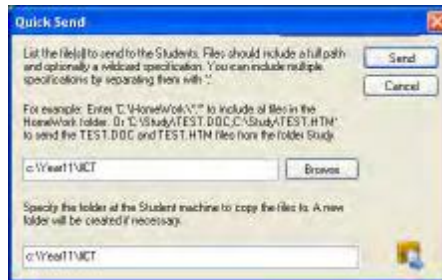 Quick Send
List the file(s) to send to the Students. Files should include a full path
and optionally a wildcard specification. You can include multiple
specifications by separating them with ';'.
Send
Cancel
For example: Enter 'C:\HomeWork\*.*' to include all files in the
HomeWork folder. Or 'C:\Study\TEST.DOC;C:\Study\TEST.HTM'
to send the TEST.DOC and TEST.HTM files from the folder Study.
c:\Year11\ICT
Browse
Specify the folder at the Student machine to copy the files to. A new
folder will be created if necessary.
c:\Year11\ICT